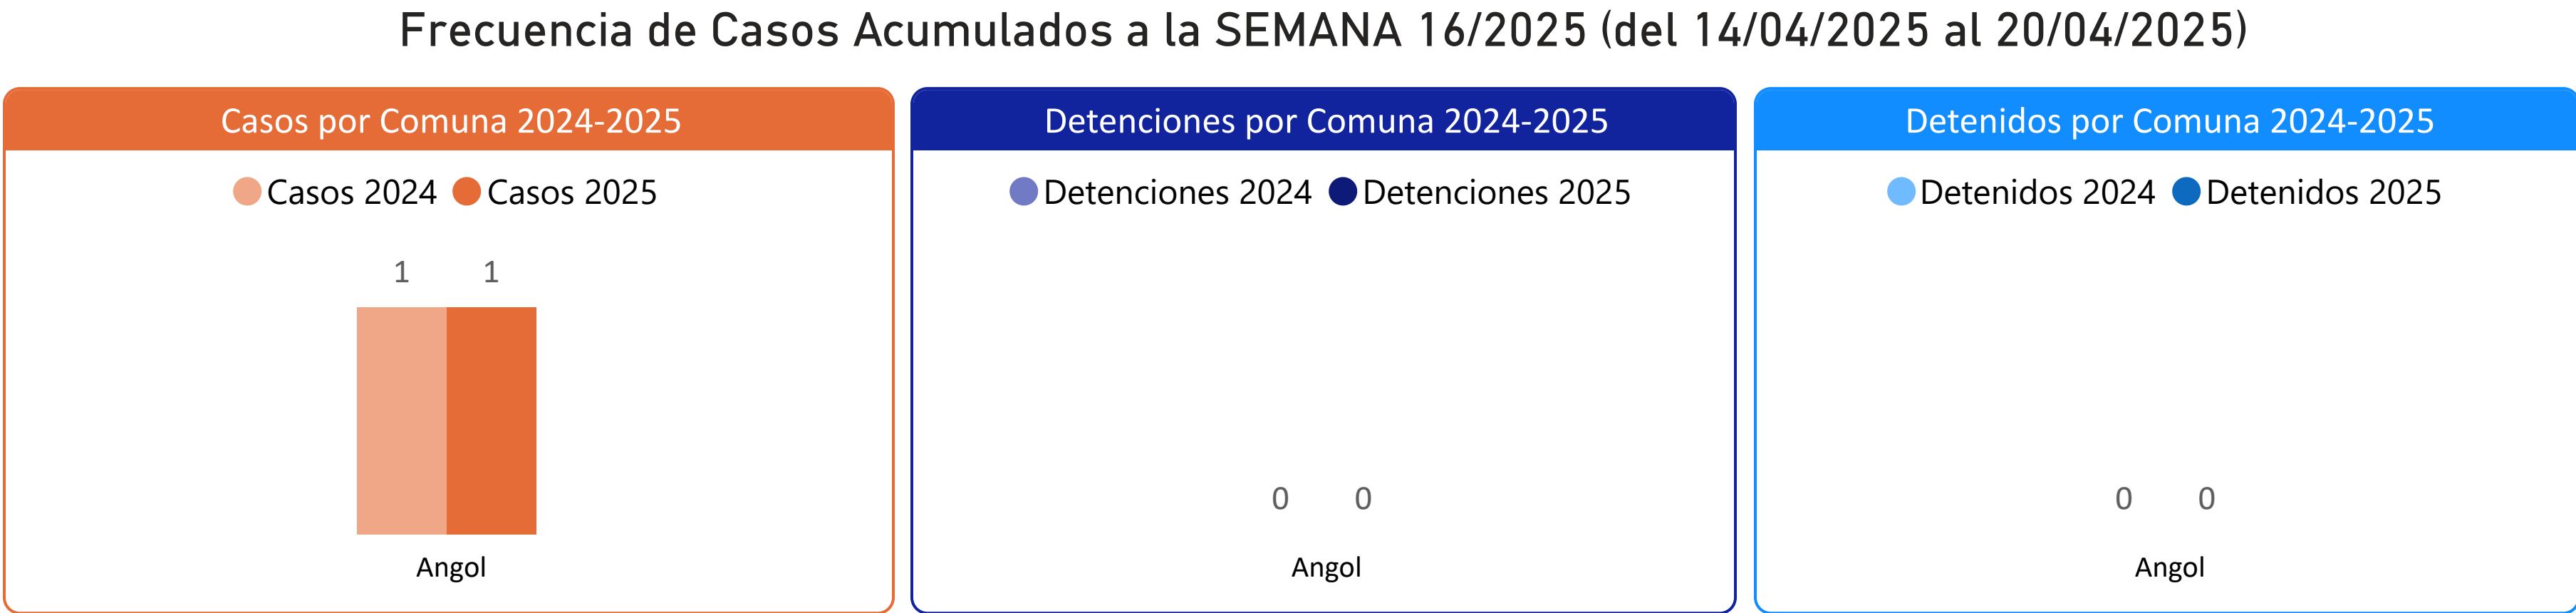 Frecuencia de Casos Acumulados a la SEMANA 16/2025 (del 14/04/2025 al 20/04/2025)
Casos por Comuna 2024-2025
Casos 2024 Casos 2025
1 1
Angol
Detenciones por Comuna 2024-2025
Detenciones 2024 Detenciones 2025
0 0
Angol
Detenidos por Comuna 2024-2025
Detenidos 2024 Detenidos 2025
0 0
Angol